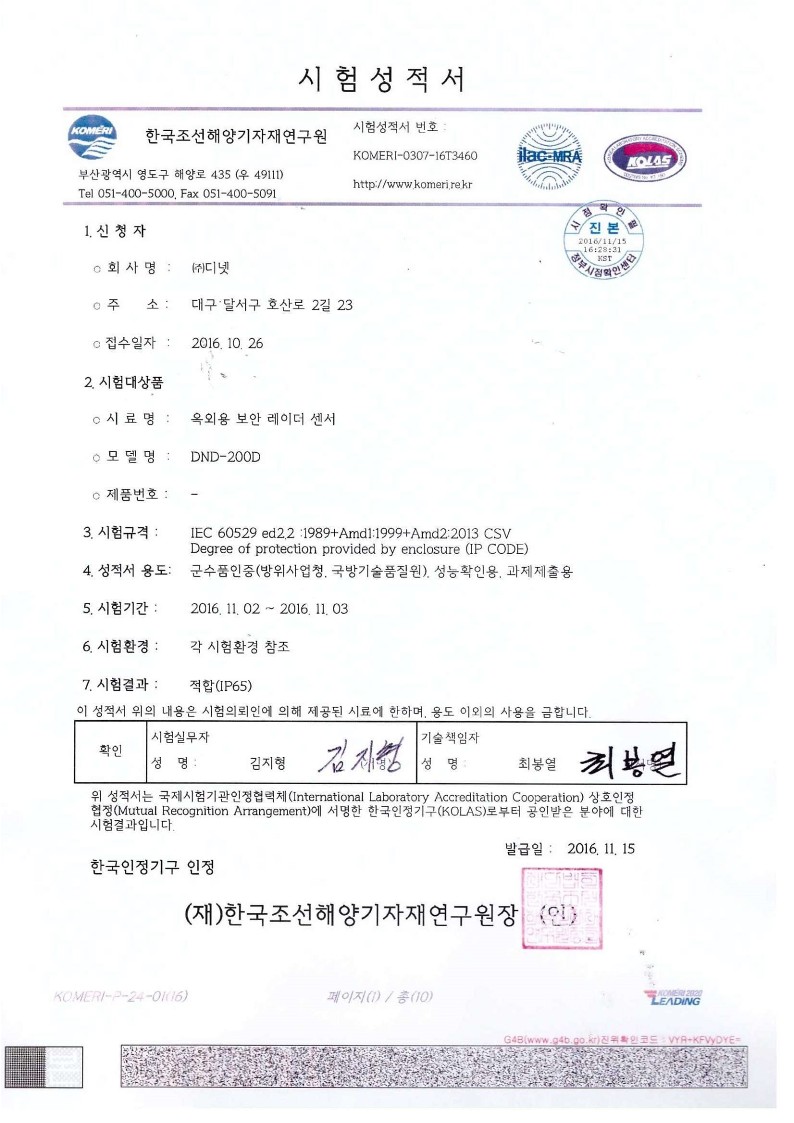 시 험 성 적 서
KOMERI
한국조선해양기자재연구원
부산광역시 영도구 해양로 435 (우 49111)
Tel 051-400-5000, Fax 051-400-5091
시험성적서 번호 :
KOMERI-0307-16T3460
http://www.komeri.re.kr
ilac-MRA
KOLAS
시 점 확 인 필
진 본
2016/11/15
16:28:31
KST
정부시점확인센터
1. 신 청 자
○ 회 사 명 : ㈜디넷
○ 주 소 : 대구 달서구 호산로 2길 23
○ 접수일자 : 2016. 10. 26
2. 시험대상품
○ 시 료 명 : 옥외용 보안 레이더 센서
○ 모 델 명 : DND-200D
○ 제품번호 : -
3. 시험규격 : IEC 60529 ed2.2 :1989+Amd1:1999+Amd2:2013 CSV
Degree of protection provided by enclosure (IP CODE)
4. 성적서 용도: 군수품인증(방위사업청, 국방기술품질원), 성능확인용, 과제제출용
5. 시험기간 : 2016. 11. 02 ~ 2016. 11. 03
6. 시험환경 : 각 시험환경 참조
7. 시험결과 : 적합(IP65)
이 성적서 위의 내용은 시험의뢰인에 의해 제공된 시료에 한하며, 용도 이외의 사용을 금합니다.
확인
시험실무자
성 명 : 김지형 김지형
기술책임자
성 명 : 최봉열 최봉열
위 성적서는 국제시험기관인정협력체(International Laboratory Accreditation Cooperation) 상호인정
협정(Mutual Recognition Arrangement)에 서명한 한국인정기구(KOLAS)로부터 공인받은 분야에 대한
시험결과입니다.
발급일 : 2016. 11. 15
한국인정기구 인정
(재)한국조선해양기자재연구원장 (인)
KOMERI-P-24-01(16)
페이지(1) / 총(10)
KOMERI 2020
LEADING
G4B(www.g4b.go.kr)진위확인코드 : VYR+KFVyDYE=